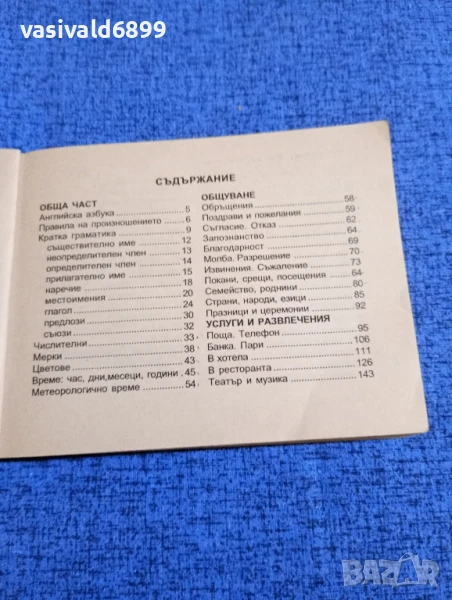 vasivald6899
СЪДЪРЖАНИЕ
ОБЩА ЧАСТ
Английска азбука 5
Правила на произношението 6
Кратка граматика 9
съществително име 12
неопределителен член 13
определителен член 14
прилагателно име 15
наречие 18
местоимения 20
глагол 24
предлози 30
съюзи 32
Числителни 33
Мерки 38
Цветове 43
Време: час, дни,месеци, години 45
Метеорологично време 54
ОБЩУВАНЕ
Обръщения 58
Поздрави и пожелания 59
Съгласие. Отказ 62
Запознанство 64
Благодарност 69
Молба. Разрешение 70
Извинения. Съжаление 73
Покани, срещи, посещения 64
Семейство, роднини 80
Страни, народи, езици 85
Празници и церемонии 92
УСЛУГИ И РАЗВЛЕЧЕНИЯ
Поща. Телефон 95
Банка. Пари 106
В хотела 111
В ресторанта 126
Театър и музика 143
BAZAR